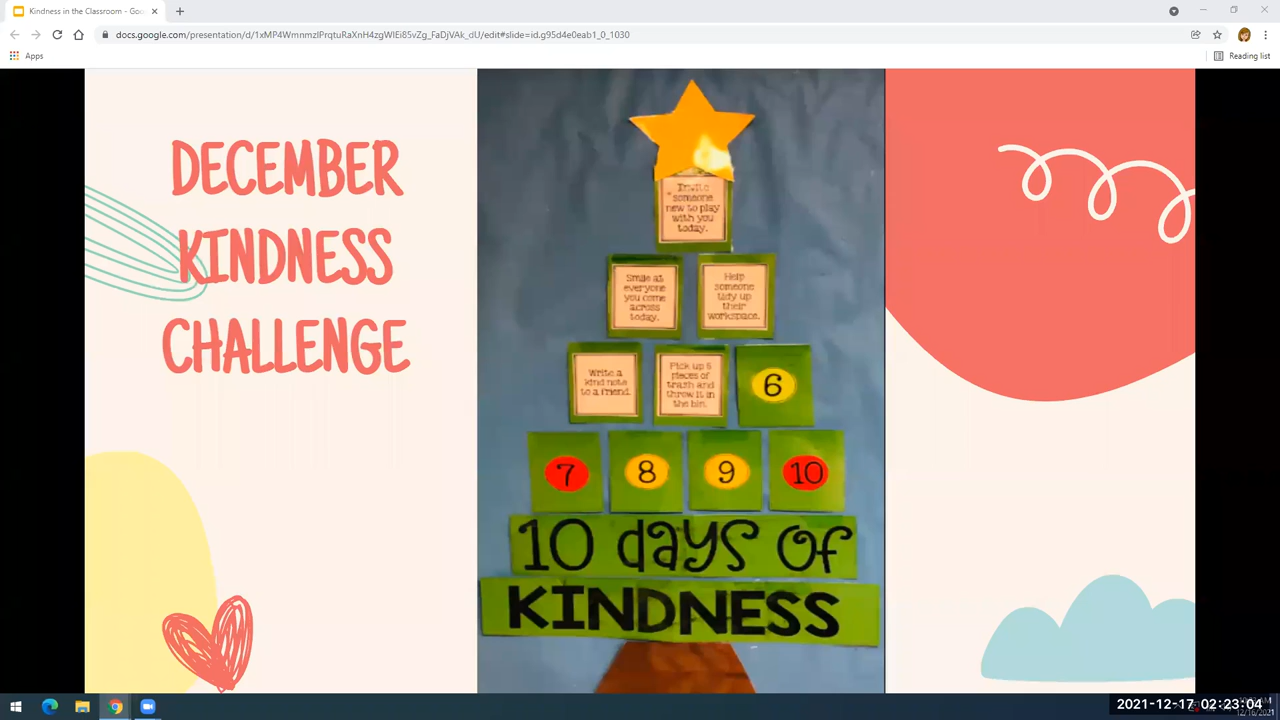 Kindness in the Classroom - Goo
docs.google.com/presentation/d/1xMP4WmnmzlPrqtuRaXnH4zgWlEi85vZg_FaDjVAk_dU/edit#slide=id.g95d4e0eab1_0_1030
Apps
Reading list
DECEMBER
KINDNESS
CHALLENGE
Invite
someone
new to play
with you
today.
Smile at
everyone
you come
across
today.
Help
someone
tidy up
their
workspace.
Write a
kind note
to a friend.
Pick up 5
pieces of
trash and
throw it in
the bin.
6
7
8
9
10
10 days of
KINDNESS
2021-12-17 02:23:04